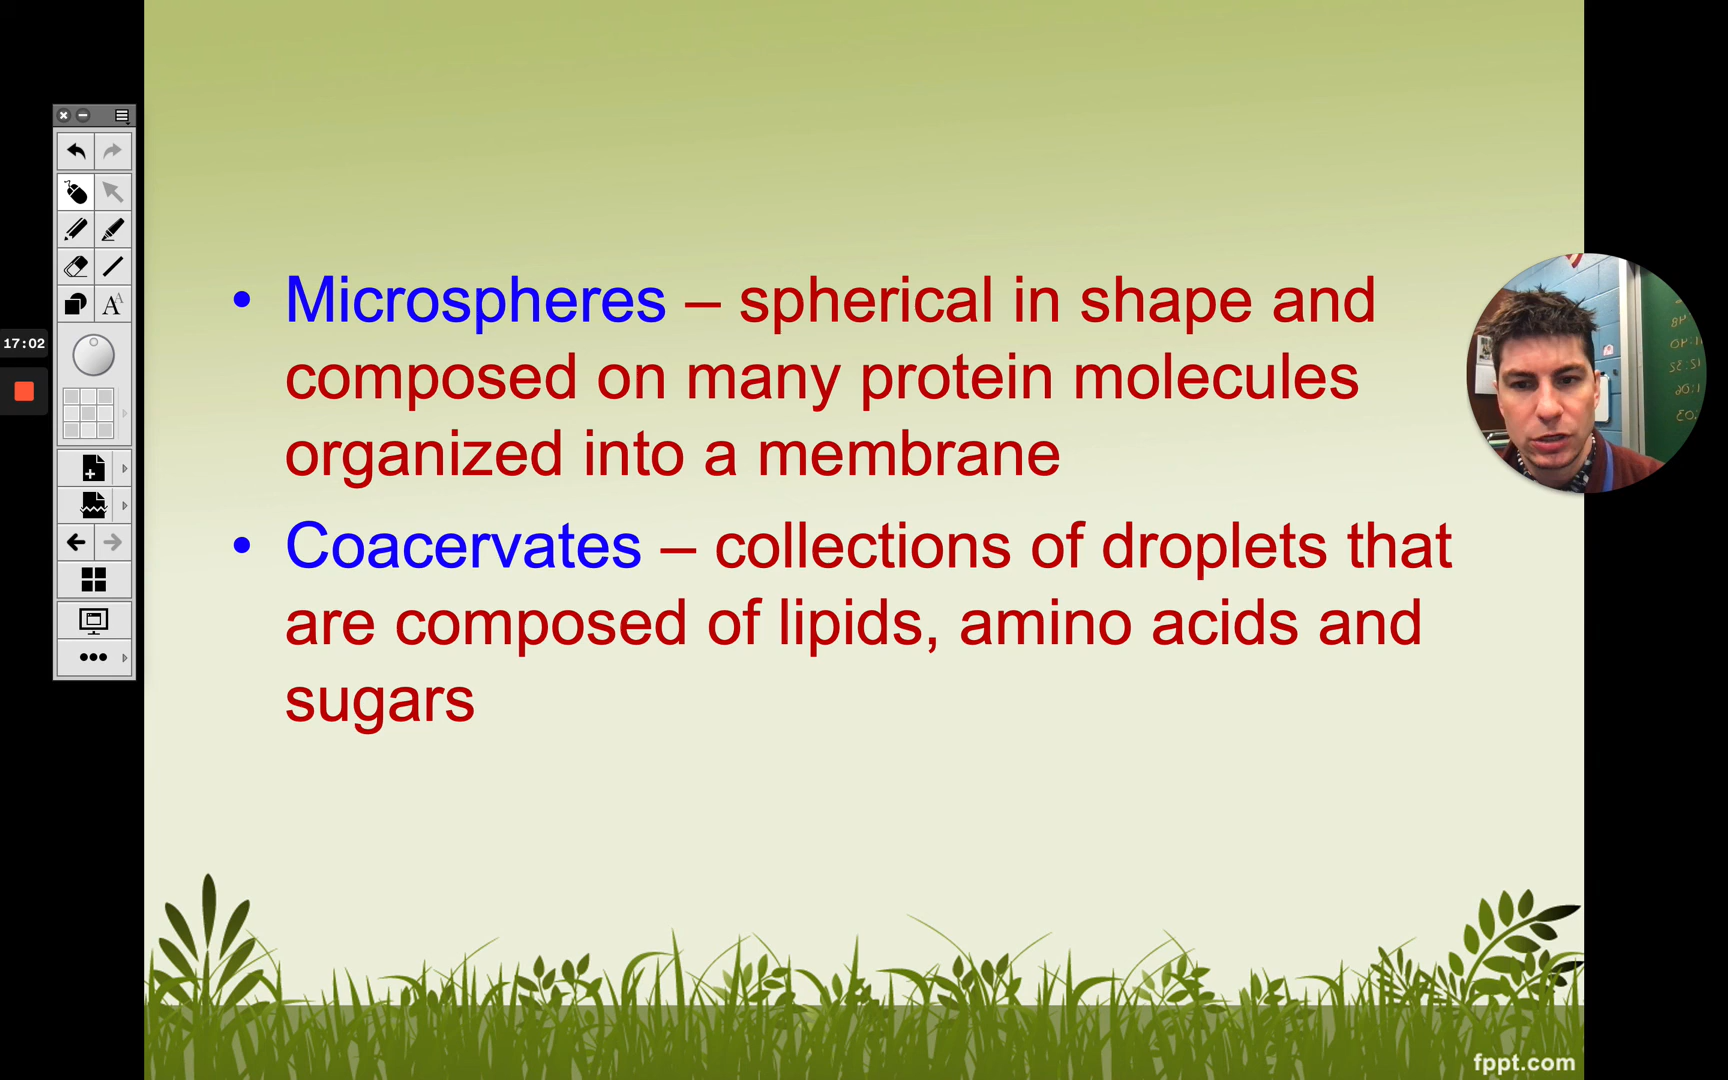 • Microspheres – spherical in shape and
composed on many protein molecules
organized into a membrane
• Coacervates – collections of droplets that
are composed of lipids, amino acids and
sugars
17:02
fppt.com